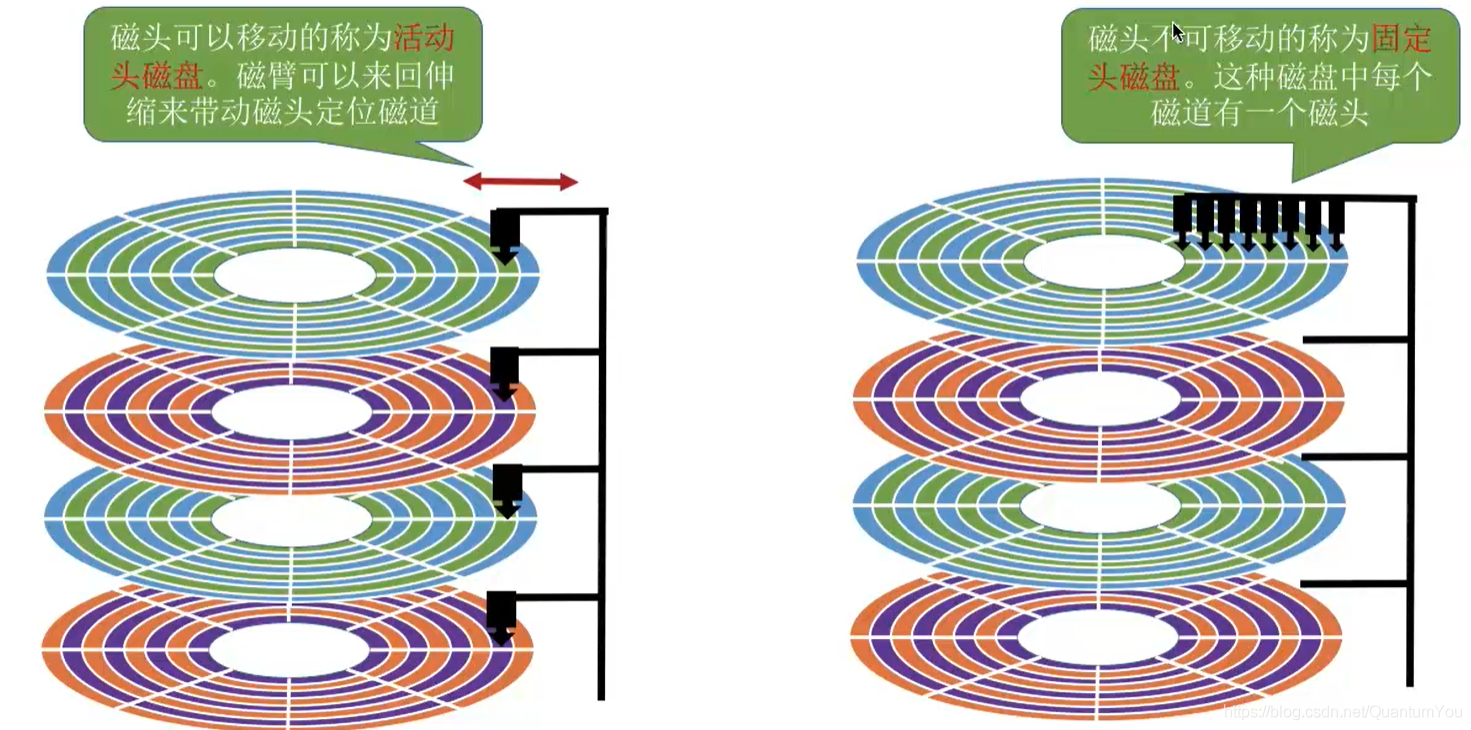 磁头可以移动的称为活动
头磁盘。磁臂可以来回伸
缩来带动磁头定位磁道
磁头不可移动的称为固定
头磁盘。这种磁盘中每个
磁道有一个磁头
https://blog.csdn.net/QuantumYou